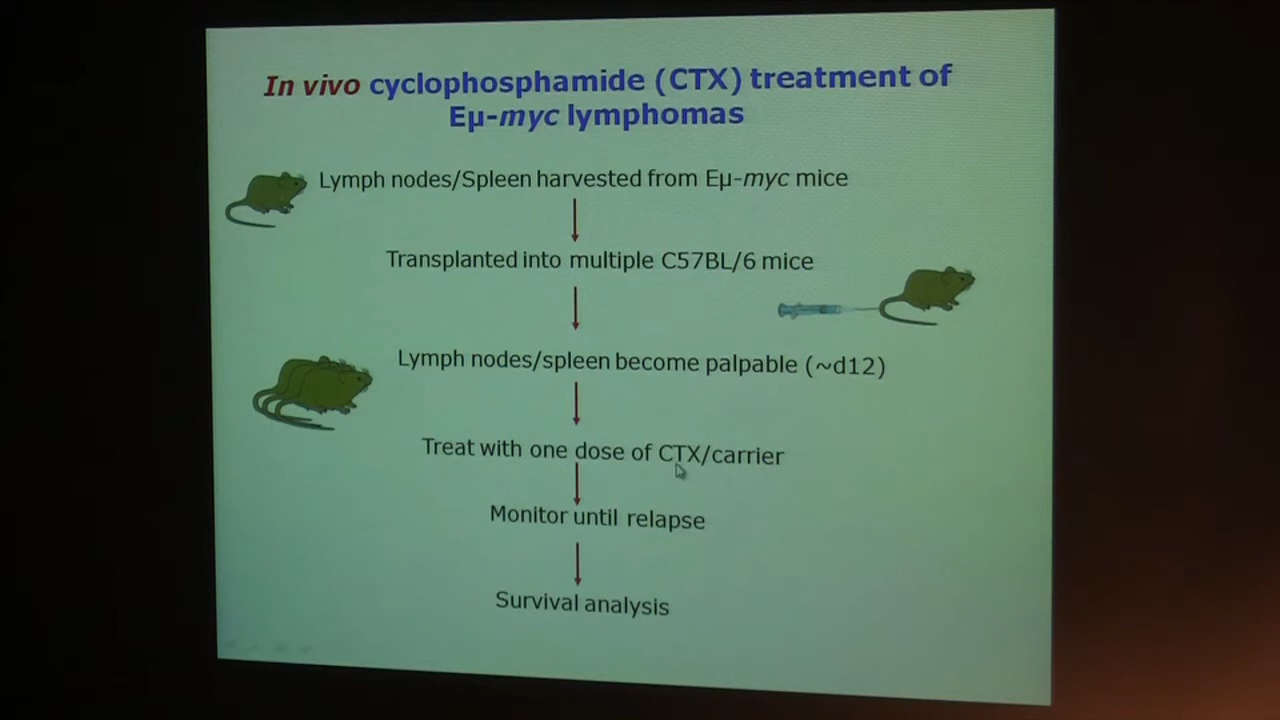 In vivo cyclophosphamide (CTX) treatment of
Eµ-myc lymphomas
Lymph nodes/Spleen harvested from Eµ-myc mice
Transplanted into multiple C57BL/6 mice
Lymph nodes/spleen become palpable (~d12)
Treat with one dose of CTX/carrier
Monitor until relapse
Survival analysis